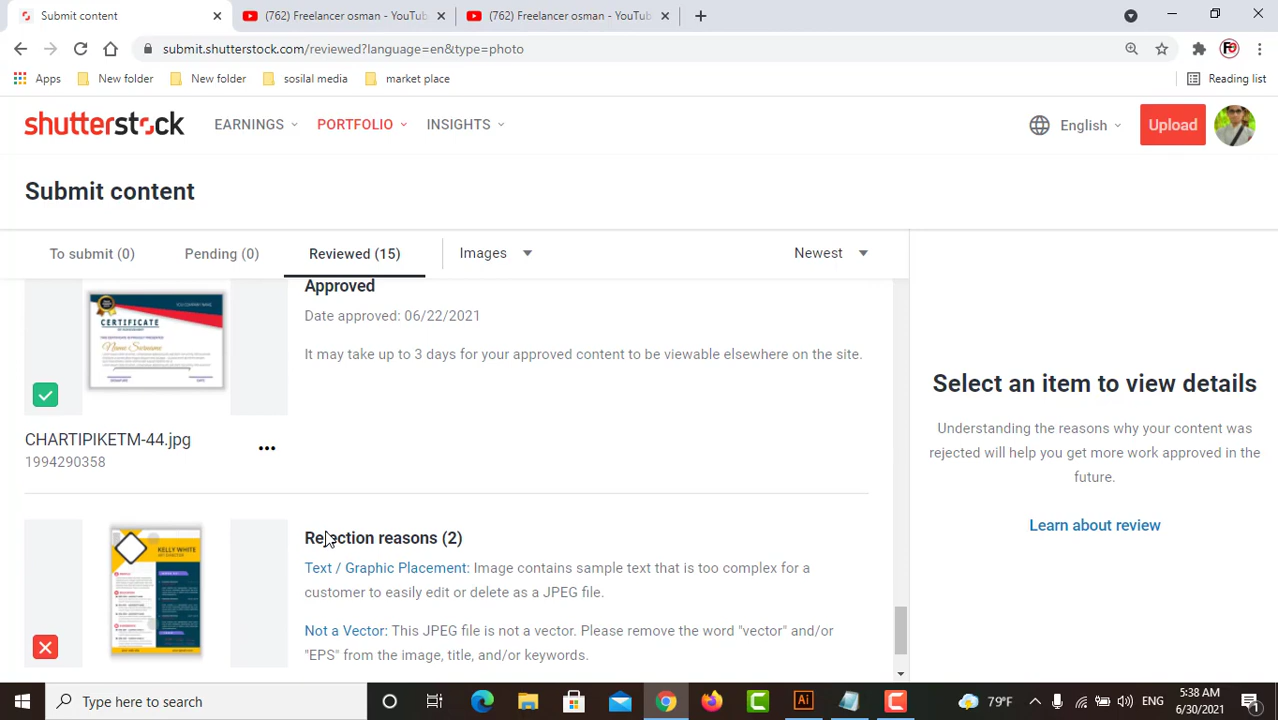 Submit content
(762) Freelancer osman - YouTub
(762) Freelancer osman - YouTub
submit.shutterstock.com/reviewed?language=en&type=photo
Apps
New folder
New folder
sosilal media
market place
Reading list
shutterstock
EARNINGS
PORTFOLIO
INSIGHTS
English
Upload
Submit content
To submit (0)
Pending (0)
Reviewed (15)
Images
Newest
Approved
Date approved: 06/22/2021
It may take up to 3 days for your approved content to be viewable elsewhere on the site.
CERTIFICATE
CHARTIPIKETM-44.jpg
1994290358
Select an item to view details
Understanding the reasons why your content was
rejected will help you get more work approved in the
future.
Learn about review
KELLY WHITE
Rejection reasons (2)
Text / Graphic Placement: Image contains sample text that is too complex for a
customer to easily edit or delete as a JPEG file.
Not a Vector: This JPEG file is not a vector. Please remove the word "vector" and/or
"EPS" from the image, title, and/or keywords.
Type here to search
79°F
ENG
5:38 AM
6/30/2021